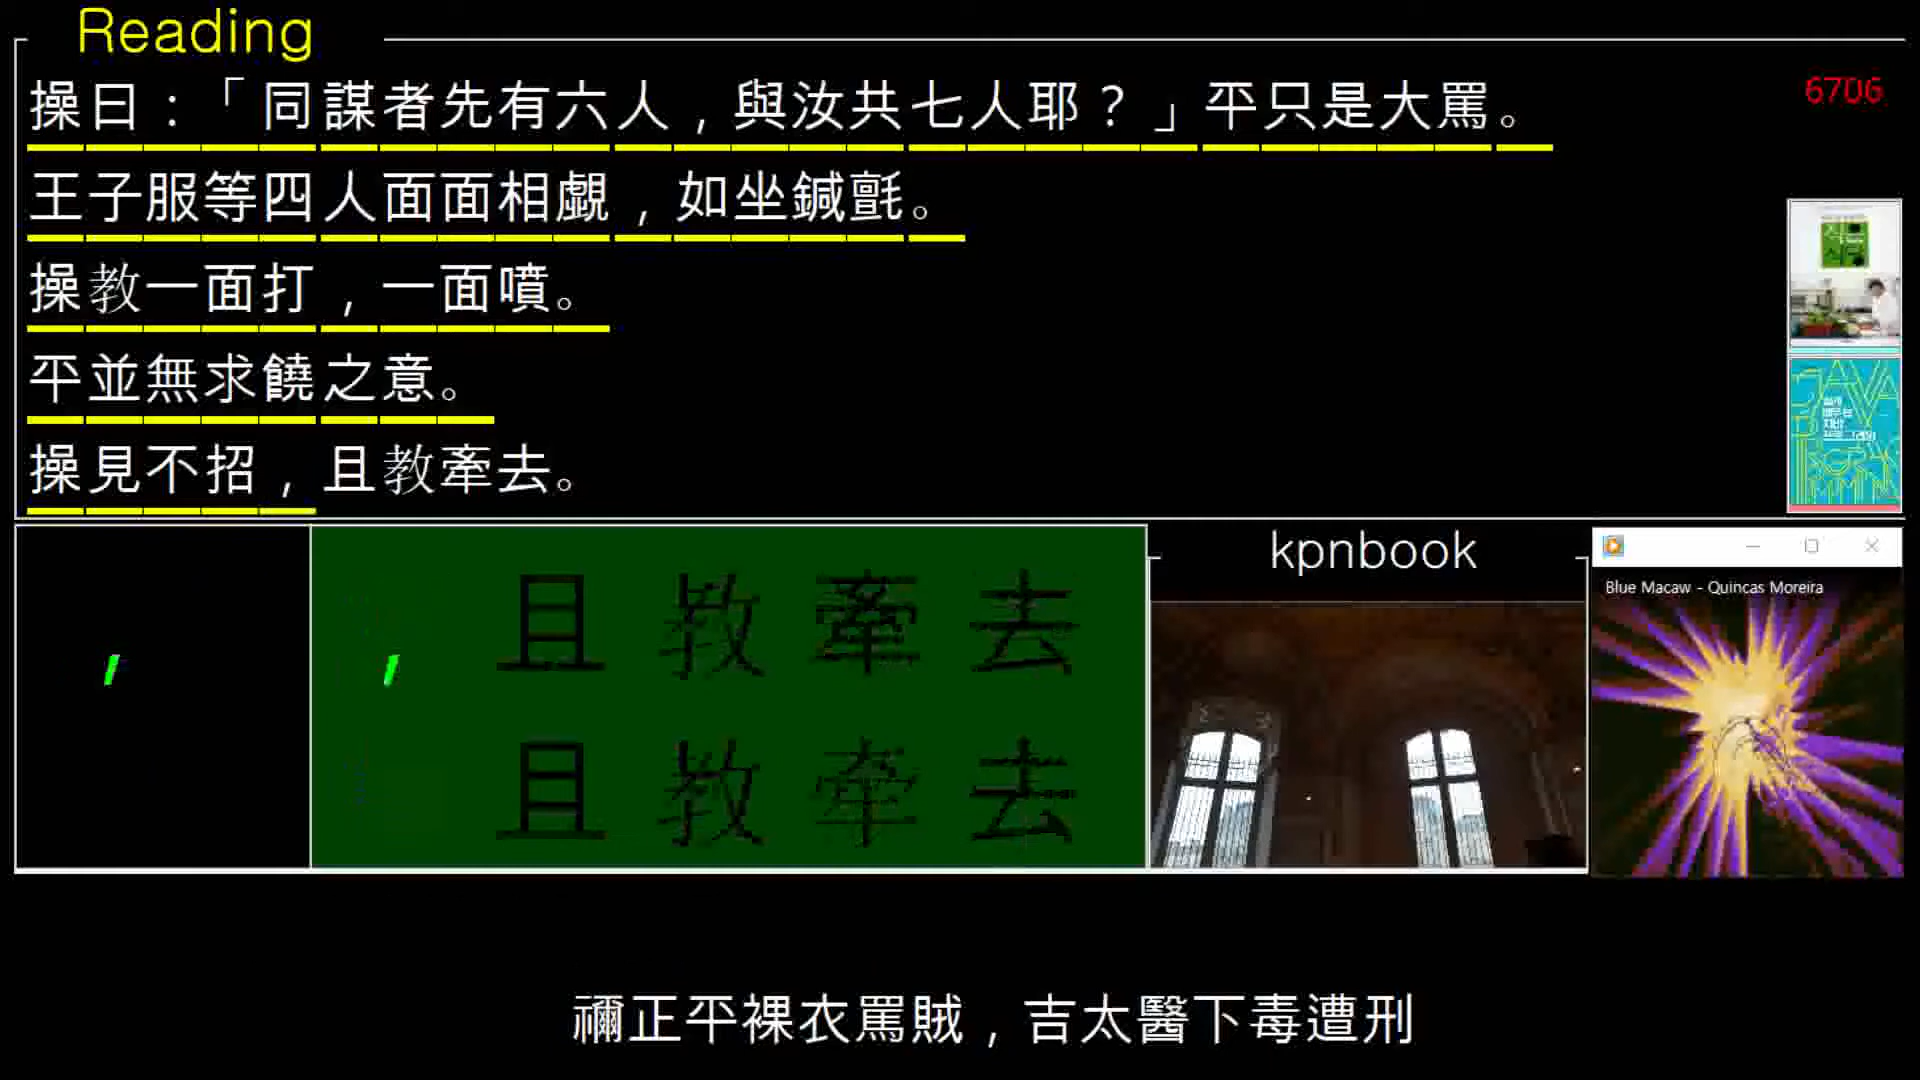 Reading
操曰：「同謀者先有六人，與汝共七人耶？」平只是大罵。
6706
王子服等四人面面相覷，如坐鍼氈。
操教一面打，一面噴。
平並無求饒之意。
操見不招，且教牽去。
，且教牽去
且教牽去
kpnbook
Blue Macaw - Quincas Moreira
禰正平裸衣罵賊，吉太醫下毒遭刑